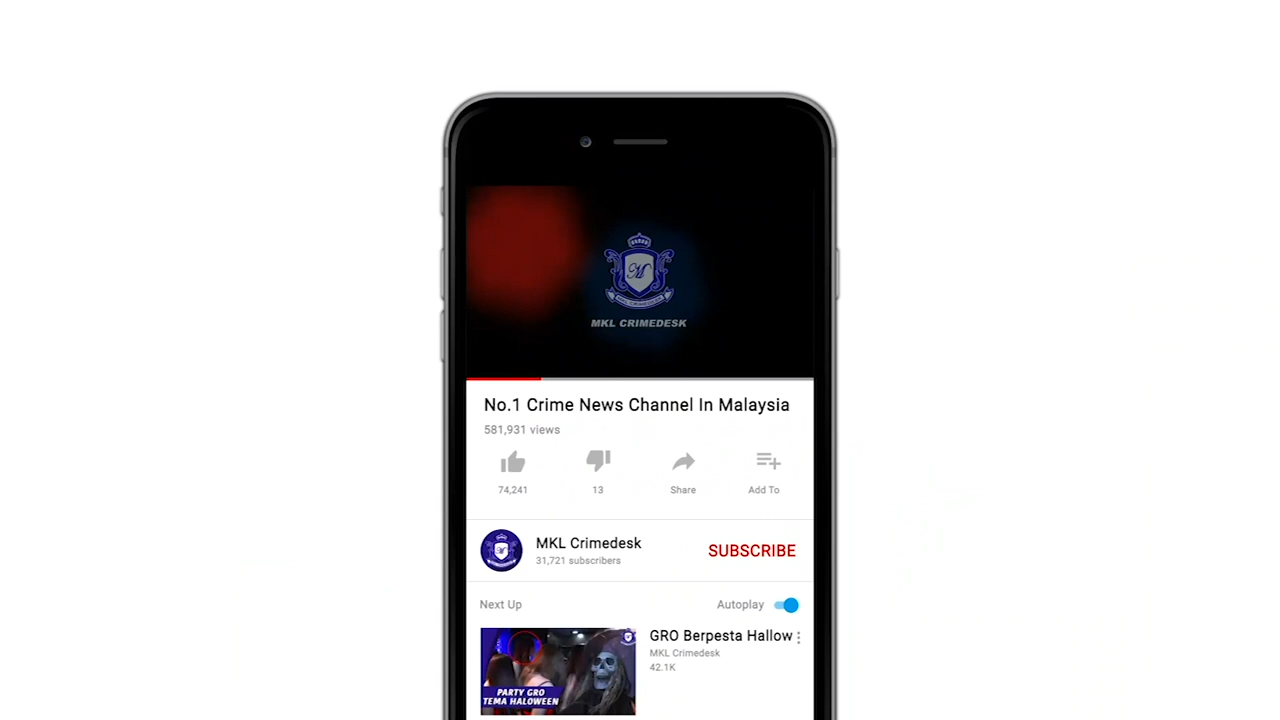 MKL CRIMEDESK
No.1 Crime News Channel In Malaysia
581,931 views
74,241
13
Share
Add To
MKL Crimedesk
31,721 subscribers
SUBSCRIBE
Next Up
Autoplay
GRO Berpesta Hallow
MKL Crimedesk
42.1K
PARTY GRO
TEMA HALOWEEN